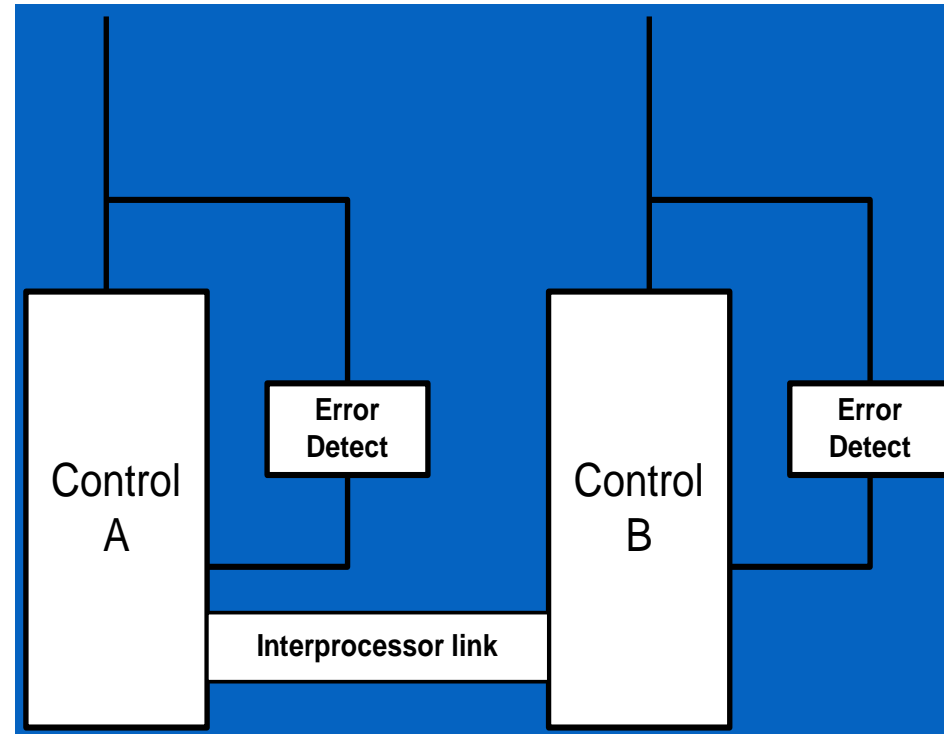 Error
Detect
Error
Detect
Control
A
Control
B
Interprocessor link